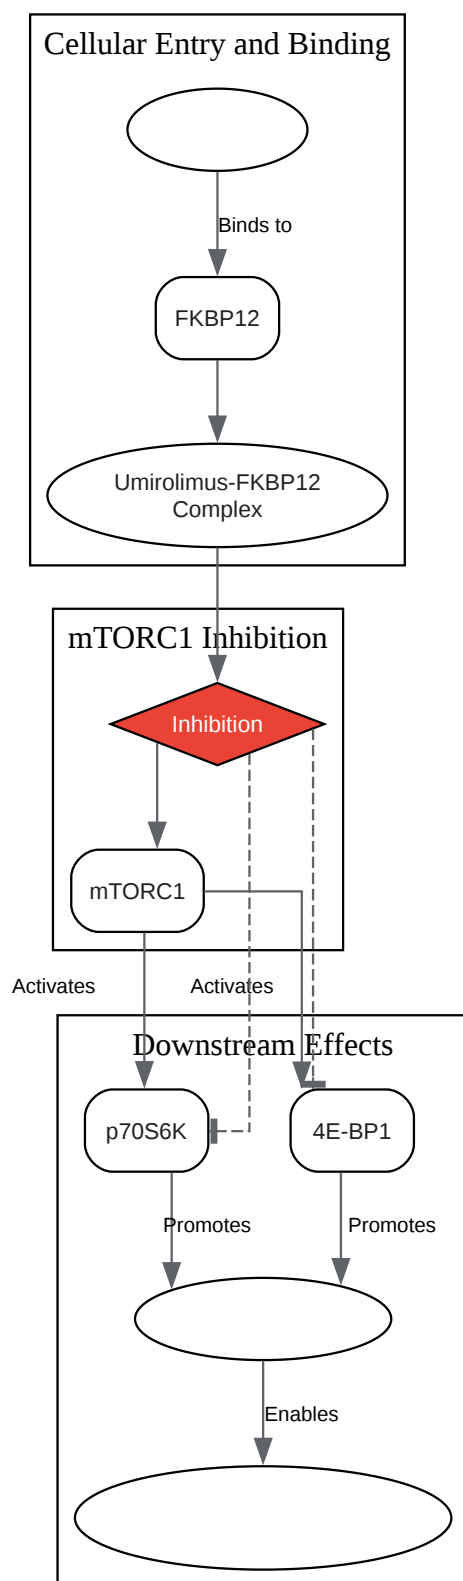 Cellular Entry and Binding
Binds to
FKBP12
Umirolimus-FKBP12
Complex
mTORC1 Inhibition
Inhibition
mTORC1
Activates
Activates
Downstream Effects
p70S6K
4E-BP1
Promotes
Promotes
Enables